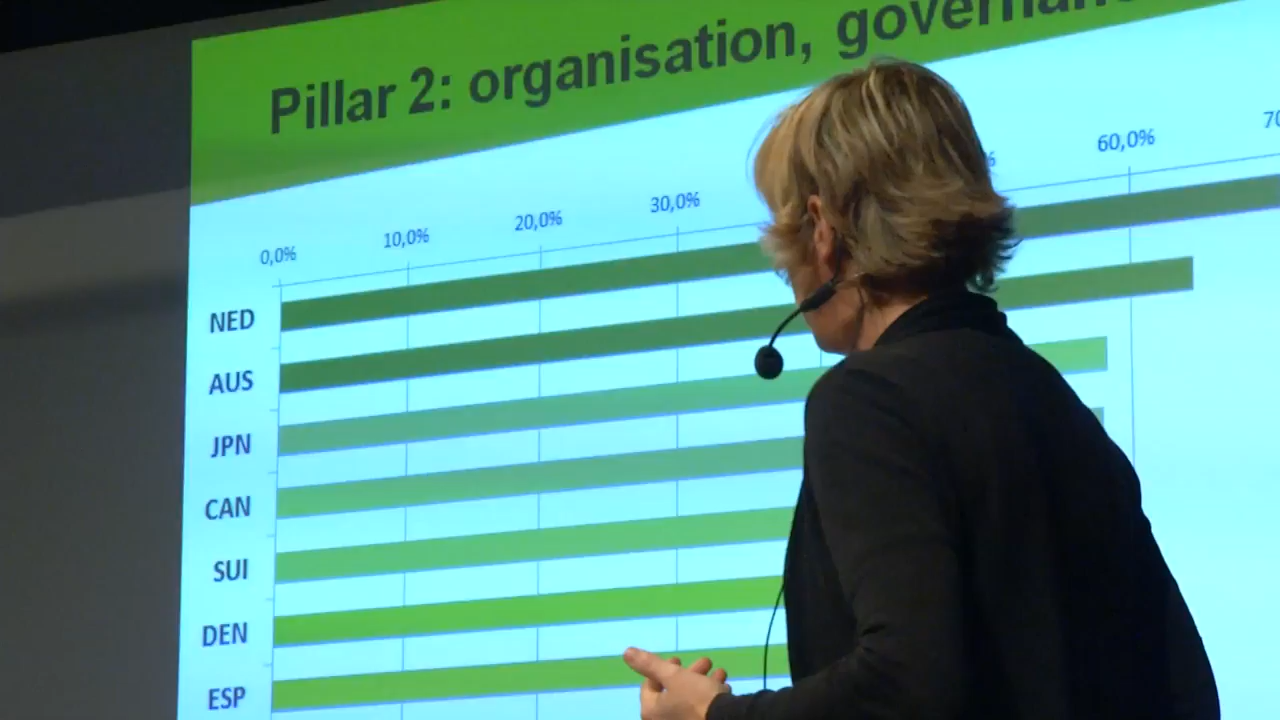 Pillar 2: organisation,
0,0% 10,0% 20,0% 30,0% 60,0%
NED
AUS
JPN
CAN
SUI
DEN
ESP